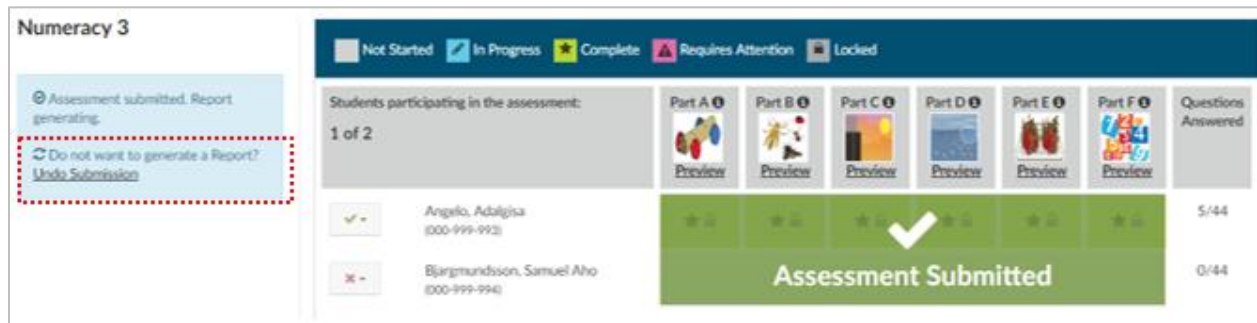 Numeracy 3
Assessment submitted. Report
generating.
Do not want to generate a Report?
Undo Submission
Not Started In Progress Complete Requires Attention Locked
Students participating in the assessment:
1 of 2
Part A Part B Part C Part D Part E Part F Questions
Answered
Preview Preview Preview Preview Preview Preview
Angelo, Adalgisa 5/44
(000-999-993)
Bjargmundsson, Samuel Aho 0/44
(000-999-994)
Assessment Submitted